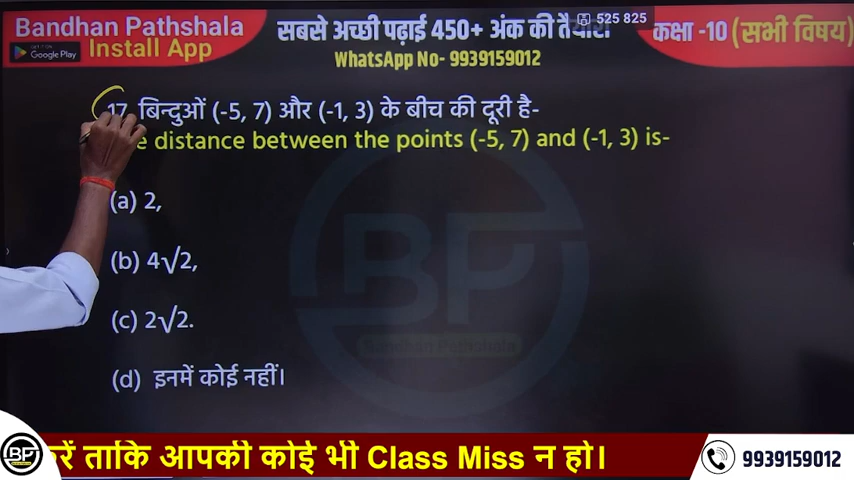 Bandhan Pathshala
GET IT ON
Google Play
Install App
सबसे अच्छी पढ़ाई 450+ अंक की तैयारी
525 825
WhatsApp No- 9939159012
कक्षा -10 (सभी विषय)
17. बिन्दुओं (-5, 7) और (-1, 3) के बीच की दूरी है-
distance between the points (-5, 7) and (-1, 3) is-
(a) 2,
(b) 4√2,
(c) 2√2.
(d) इनमें कोई नहीं।
Bandhan Pathshala
BP
ताकि आपकी कोई भी Class Miss न हो।
9939159012